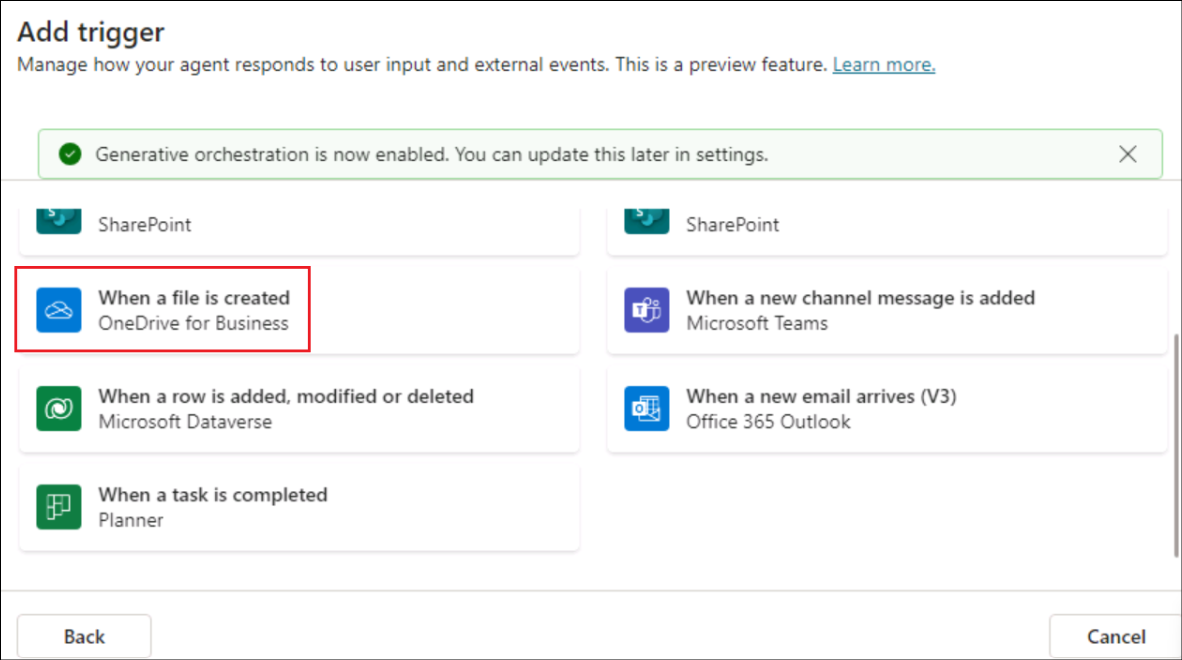 Add trigger
Manage how your agent responds to user input and external events. This is a preview feature. Learn more.
Generative orchestration is now enabled. You can update this later in settings.
SharePoint
SharePoint
When a file is created
OneDrive for Business
When a new channel message is added
Microsoft Teams
When a row is added, modified or deleted
Microsoft Dataverse
When a new email arrives (V3)
Office 365 Outlook
When a task is completed
Planner
Back
Cancel